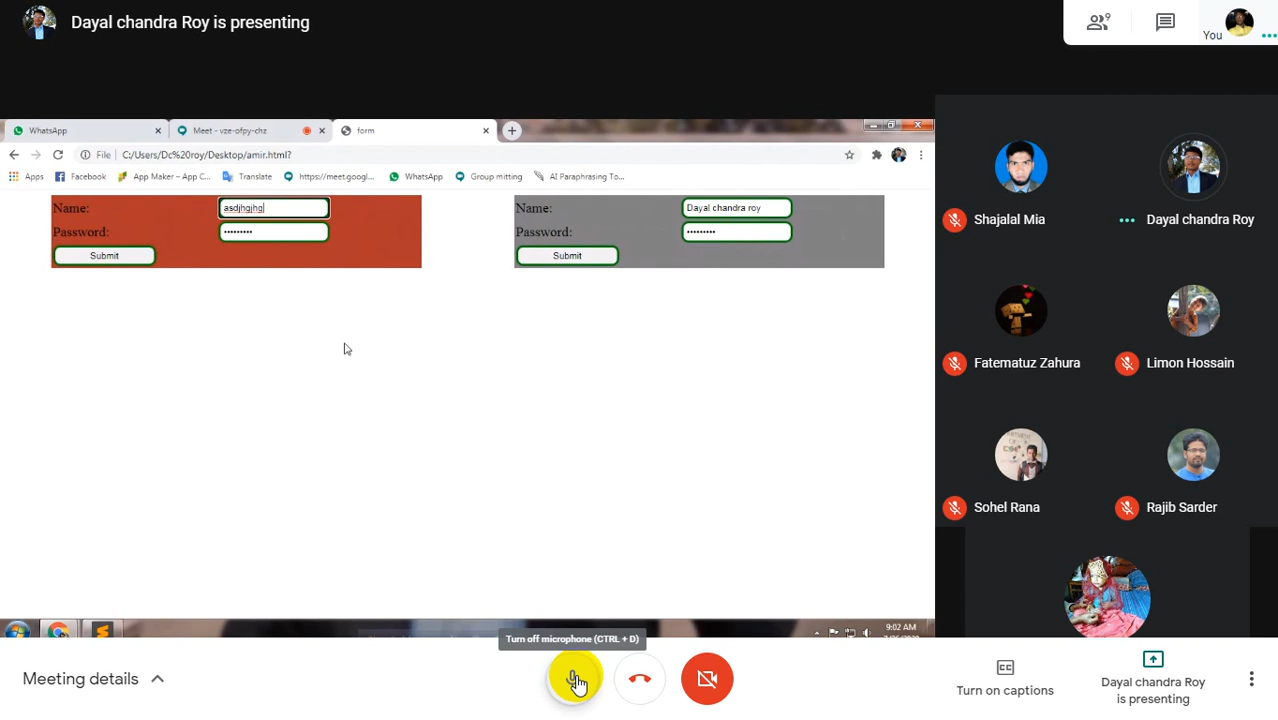 Dayal chandra Roy is presenting
9
You
WhatsApp
Meet - vze-ofpy-chz
form
File
C:/Users/Dc%20roy/Desktop/amir.html?
Apps
Facebook
App Maker – App C...
Translate
https://meet.googl...
WhatsApp
Group mitting
AI Paraphrasing To...
Name:
asdjhgjhg
Password:
Submit
Name:
Dayal chandra roy
Password:
Submit
Shajalal Mia
Dayal chandra Roy
Fatematuz Zahura
Limon Hossain
Sohel Rana
Rajib Sarder
9:02 AM
Turn off microphone (CTRL + D)
Meeting details
CC
Turn on captions
Dayal chandra Roy
is presenting